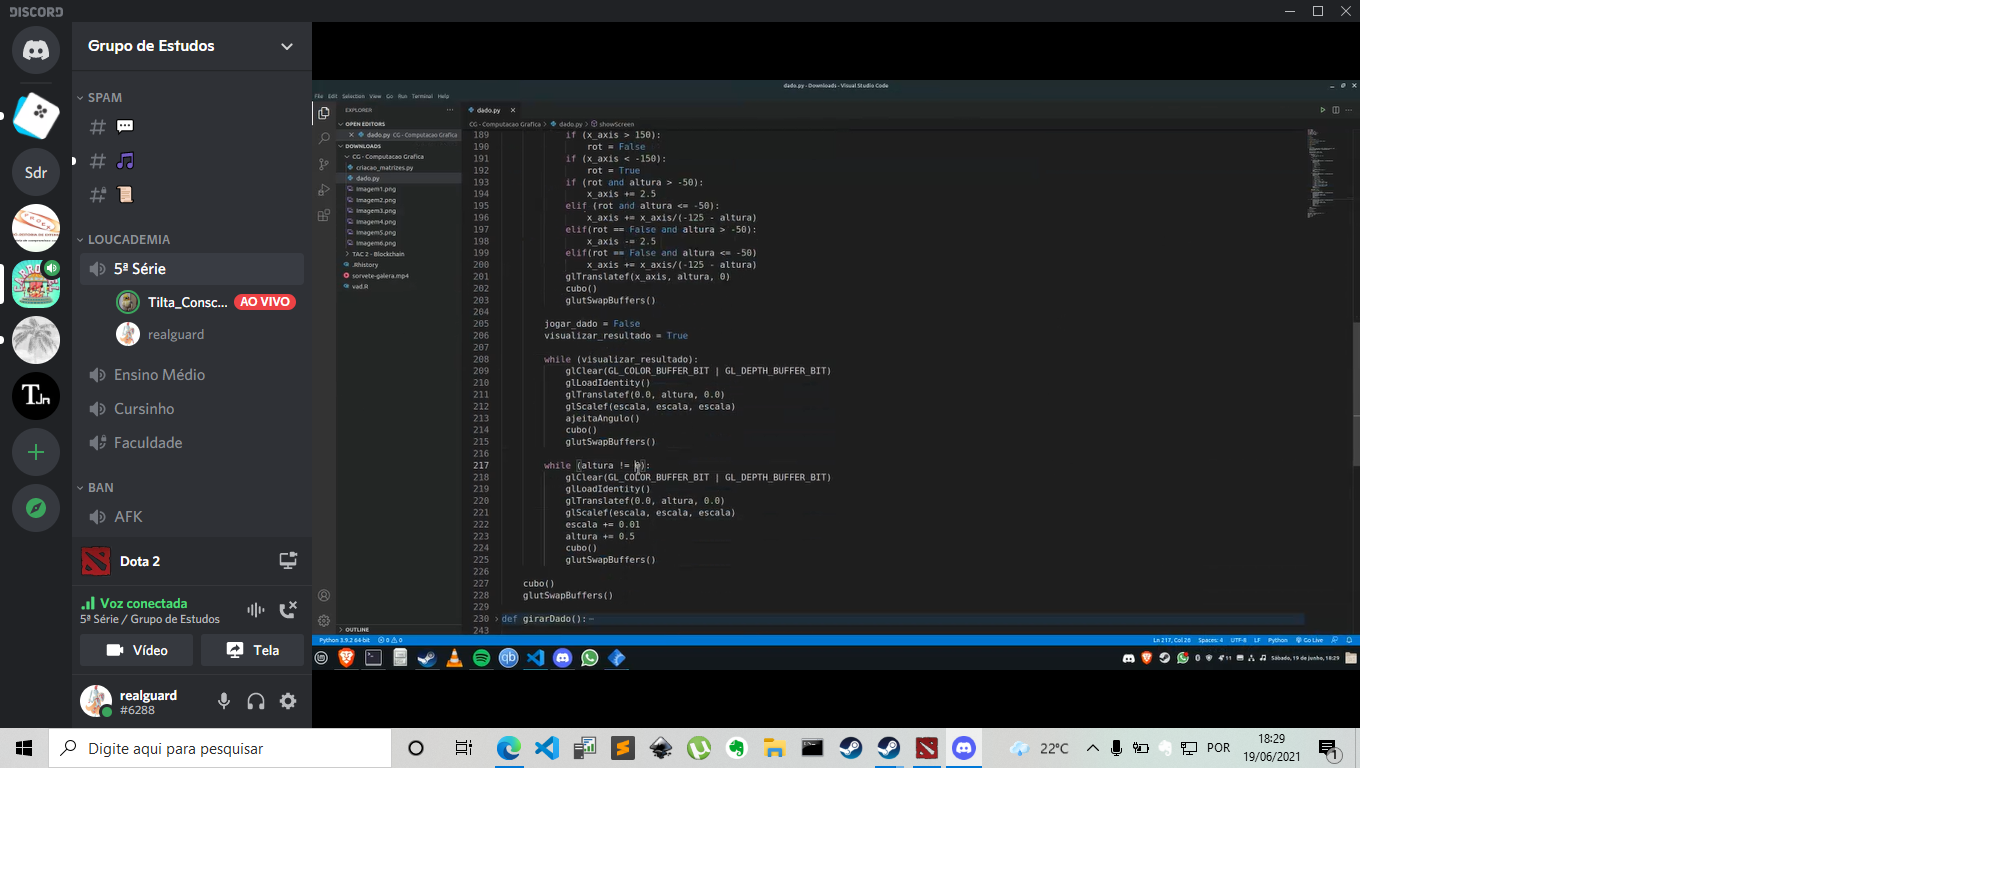 DISCORD
Grupo de Estudos
SPAM
LOUCADEMIA
5ª Série
Tilta_Consc... AO VIVO
realguard
Ensino Médio
Cursinho
Faculdade
BAN
AFK
Dota 2
Voz conectada
5ª Série / Grupo de Estudos
Vídeo
Tela
realguard
#6288
Sdr
dado.py - Downloads - Visual Studio Code
File Edit Selection View Go Run Terminal Help
EXPLORER
OPEN EDITORS
dado.py CG - Computacao Grafica
DOWNLOADS
CG - Computacao Grafica
criacao_matrizes.py
dado.py
Imagem1.png
Imagem2.png
Imagem3.png
Imagem4.png
Imagem5.png
Imagem6.png
TAC 2 - Blockchain
.Rhistory
sorvete-galera.mp4
vad.R
OUTLINE
dado.py
CG - Computacao Grafica > dado.py > showScreen
189 if (x_axis > 150):
190 rot = False
191 if (x_axis < -150):
192 rot = True
193 if (rot and altura > -50):
194 x_axis += 2.5
195 elif (rot and altura <= -50):
196 x_axis += x_axis/(-125 - altura)
197 elif(rot == False and altura > -50):
198 x_axis -= 2.5
199 elif(rot == False and altura <= -50)
200 x_axis += x_axis/(-125 - altura)
201 glTranslatef(x_axis, altura, 0)
202 cubo()
203 glutSwapBuffers()
204
205 jogar_dado = False
206 visualizar_resultado = True
207
208 while (visualizar_resultado):
209 glClear(GL_COLOR_BUFFER_BIT | GL_DEPTH_BUFFER_BIT)
210 glLoadIdentity()
211 glTranslatef(0.0, altura, 0.0)
212 glScalef(escala, escala, escala)
213 ajeitaAngulo()
214 cubo()
215 glutSwapBuffers()
216
217 while (altura != 0):
218 glClear(GL_COLOR_BUFFER_BIT | GL_DEPTH_BUFFER_BIT)
219 glLoadIdentity()
220 glTranslatef(0.0, altura, 0.0)
221 glScalef(escala, escala, escala)
222 escala += 0.01
223 altura += 0.5
224 cubo()
225 glutSwapBuffers()
226
227 cubo()
228 glutSwapBuffers()
229
230 def girarDado():
243
Python 3.9.2 64-bit 0 0 Ln 217, Col 26 Spaces: 4 UTF-8 LF Python Go Live
Sábado, 19 de junho, 18:29
Digite aqui para pesquisar
22°C
POR
18:29
19/06/2021
1